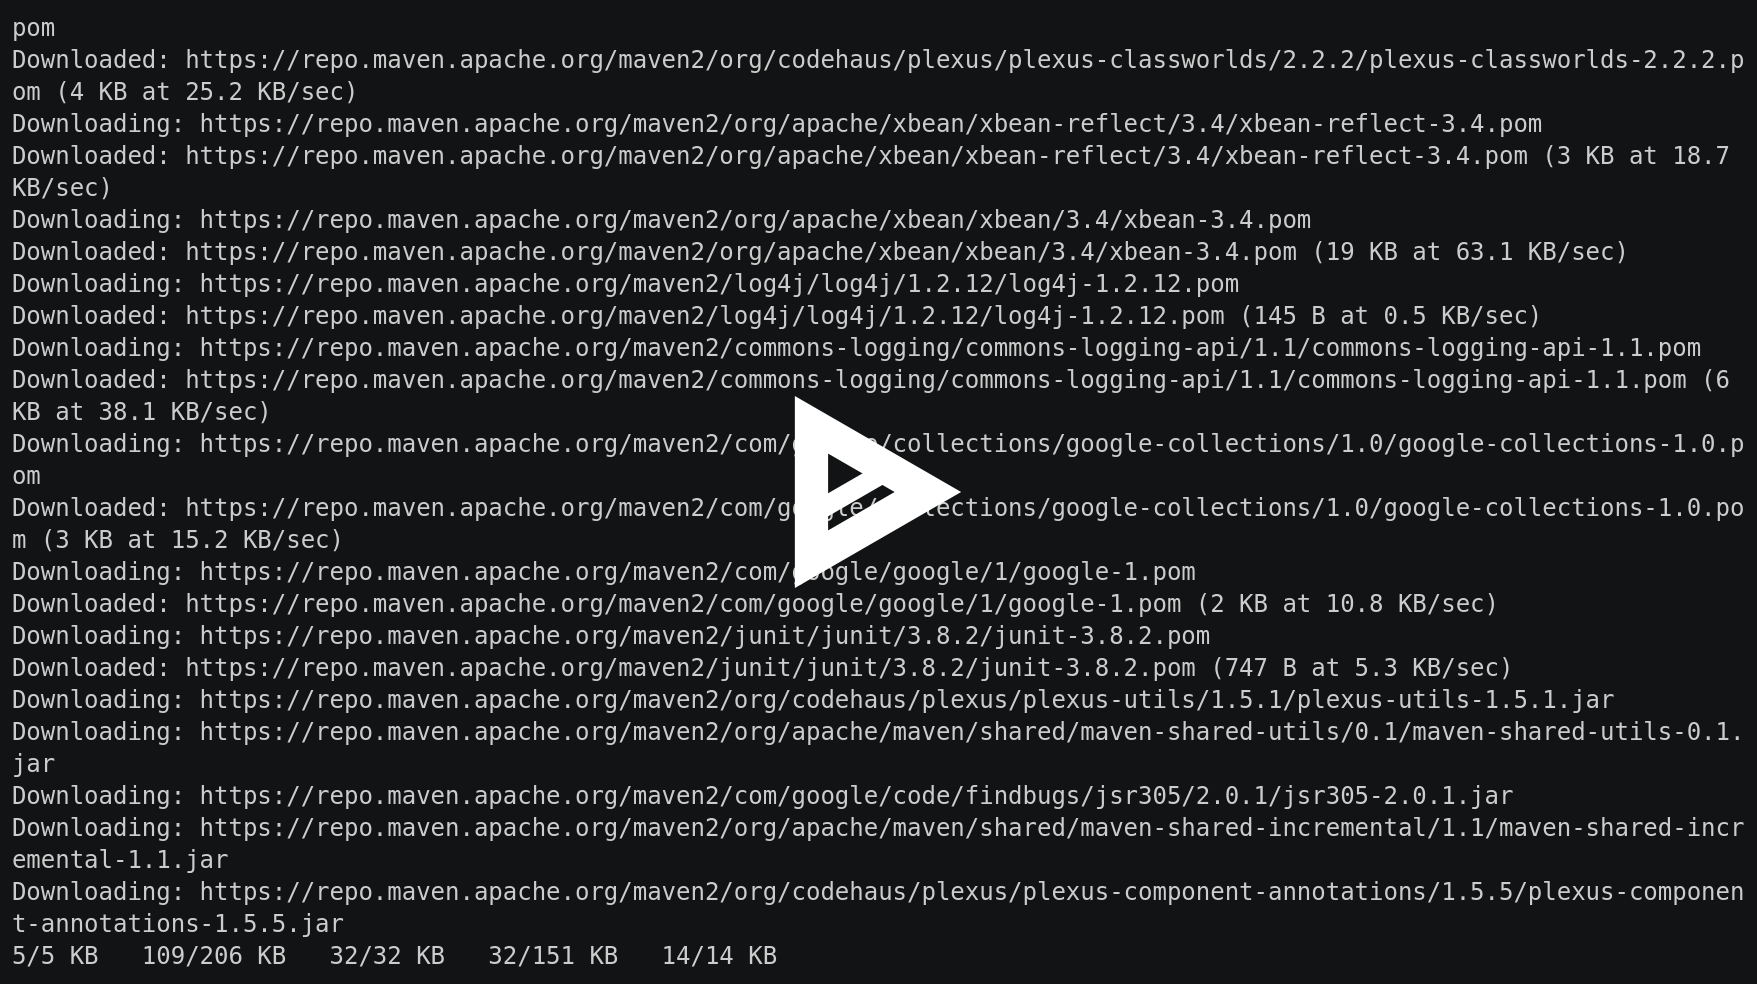 pom
Downloaded: https://repo.maven.apache.org/maven2/org/codehaus/plexus/plexus-classworlds/2.2.2/plexus-classworlds-2.2.2.p
om (4 KB at 25.2 KB/sec)
Downloading: https://repo.maven.apache.org/maven2/org/apache/xbean/xbean-reflect/3.4/xbean-reflect-3.4.pom
Downloaded: https://repo.maven.apache.org/maven2/org/apache/xbean/xbean-reflect/3.4/xbean-reflect-3.4.pom (3 KB at 18.7
KB/sec)
Downloading: https://repo.maven.apache.org/maven2/org/apache/xbean/xbean/3.4/xbean-3.4.pom
Downloaded: https://repo.maven.apache.org/maven2/org/apache/xbean/xbean/3.4/xbean-3.4.pom (19 KB at 63.1 KB/sec)
Downloading: https://repo.maven.apache.org/maven2/log4j/log4j/1.2.12/log4j-1.2.12.pom
Downloaded: https://repo.maven.apache.org/maven2/log4j/log4j/1.2.12/log4j-1.2.12.pom (145 B at 0.5 KB/sec)
Downloading: https://repo.maven.apache.org/maven2/commons-logging/commons-logging-api/1.1/commons-logging-api-1.1.pom
Downloaded: https://repo.maven.apache.org/maven2/commons-logging/commons-logging-api/1.1/commons-logging-api-1.1.pom (6
KB at 38.1 KB/sec)
Downloading: https://repo.maven.apache.org/maven2/com/google/collections/google-collections/1.0/google-collections-1.0.p
om
Downloaded: https://repo.maven.apache.org/maven2/com/google/collections/google-collections/1.0/google-collections-1.0.po
m (3 KB at 15.2 KB/sec)
Downloading: https://repo.maven.apache.org/maven2/com/google/google/1/google-1.pom
Downloaded: https://repo.maven.apache.org/maven2/com/google/google/1/google-1.pom (2 KB at 10.8 KB/sec)
Downloading: https://repo.maven.apache.org/maven2/junit/junit/3.8.2/junit-3.8.2.pom
Downloaded: https://repo.maven.apache.org/maven2/junit/junit/3.8.2/junit-3.8.2.pom (747 B at 5.3 KB/sec)
Downloading: https://repo.maven.apache.org/maven2/org/codehaus/plexus/plexus-utils/1.5.1/plexus-utils-1.5.1.jar
Downloading: https://repo.maven.apache.org/maven2/org/apache/maven/shared/maven-shared-utils/0.1/maven-shared-utils-0.1.
jar
Downloading: https://repo.maven.apache.org/maven2/com/google/code/findbugs/jsr305/2.0.1/jsr305-2.0.1.jar
Downloading: https://repo.maven.apache.org/maven2/org/apache/maven/shared/maven-shared-incremental/1.1/maven-shared-incr
emental-1.1.jar
Downloading: https://repo.maven.apache.org/maven2/org/codehaus/plexus/plexus-component-annotations/1.5.5/plexus-componen
t-annotations-1.5.5.jar
5/5 KB   109/206 KB   32/32 KB   32/151 KB   14/14 KB